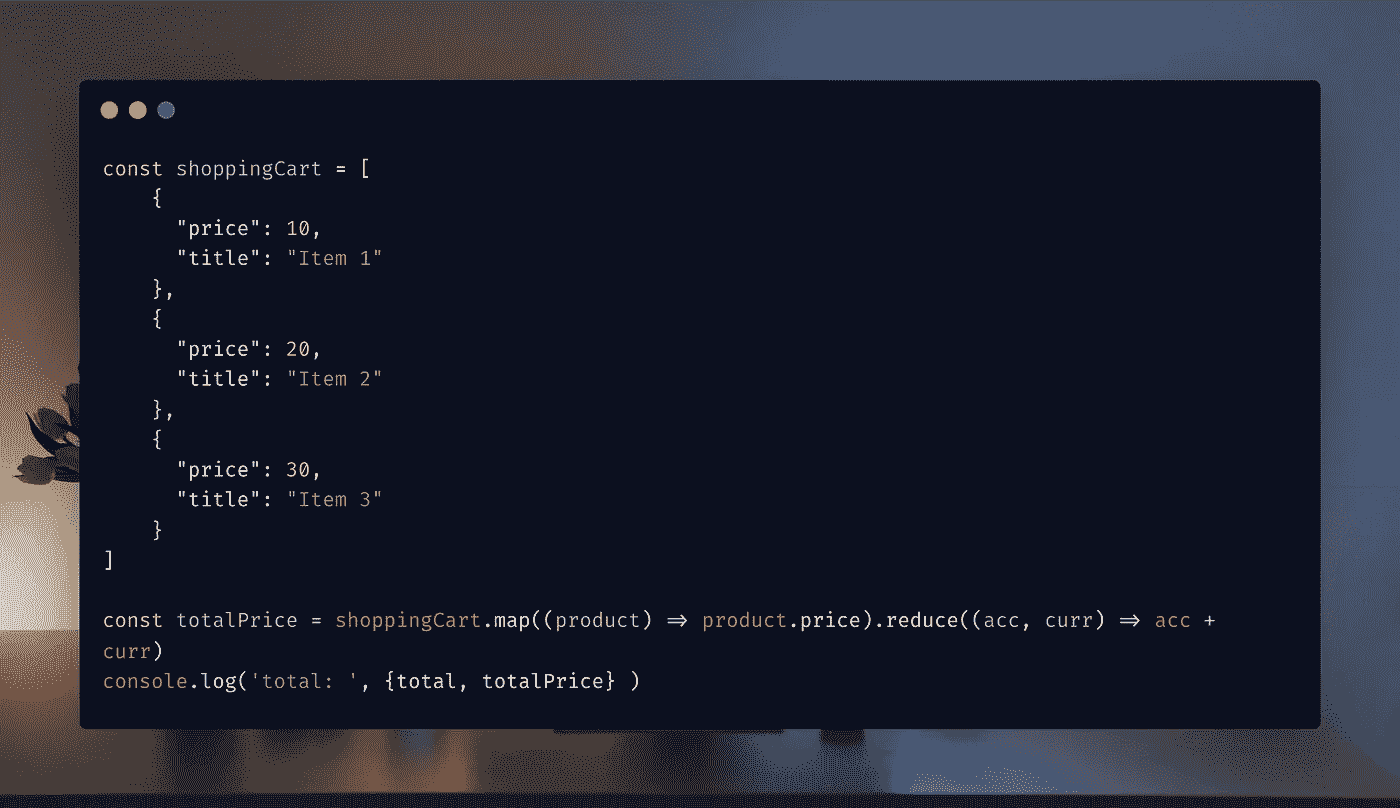 const shoppingCart = [
    {
      "price": 10,
      "title": "Item 1"
    },
    {
      "price": 20,
      "title": "Item 2"
    },
    {
      "price": 30,
      "title": "Item 3"
    }
]
const totalPrice = shoppingCart.map((product) => product.price).reduce((acc, curr) => acc +
curr)
console.log('total: ', {total, totalPrice} )